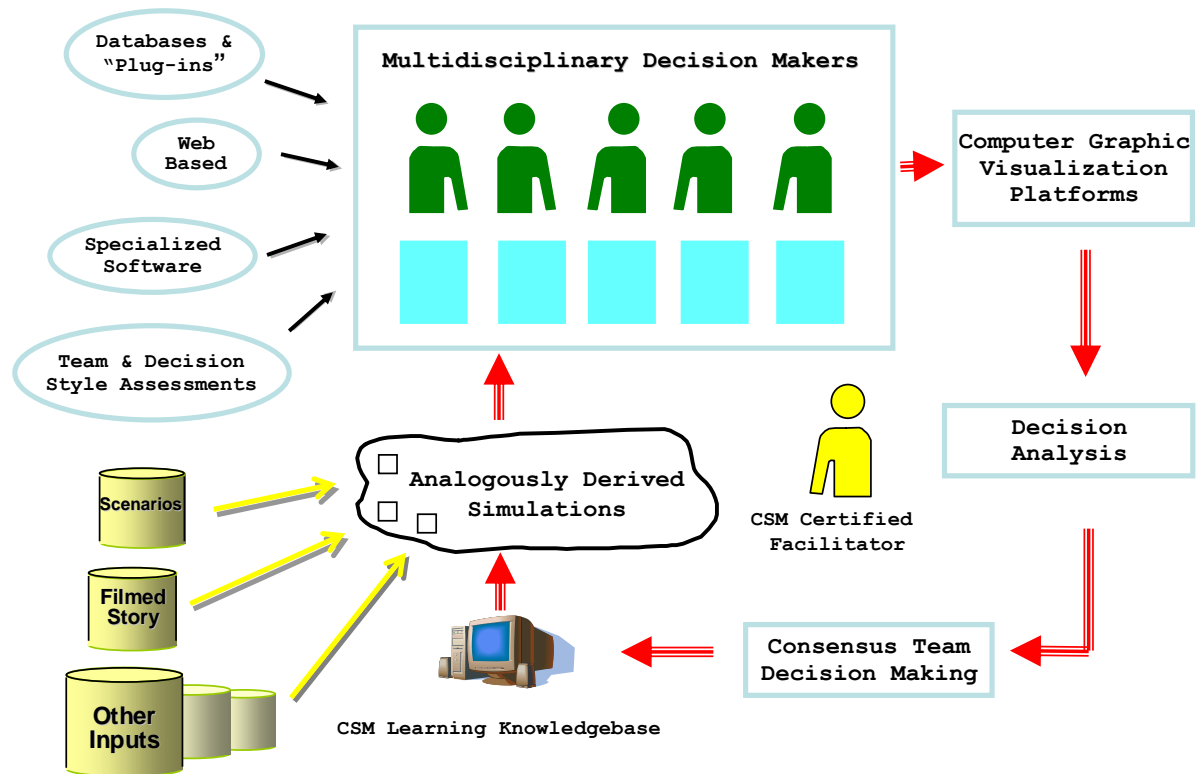 Databases &
“Plug-ins”
Multidisciplinary Decision Makers
Web
Based
Computer Graphic
Visualization
Platforms
Specialized
Software
Team & Decision
Style Assessments
Decision
Analysis
Scenarios
Analogously Derived
Simulations
CSM Certified
Facilitator
Filmed
Story
Consensus Team
Decision Making
Other
Inputs
CSM Learning Knowledgebase